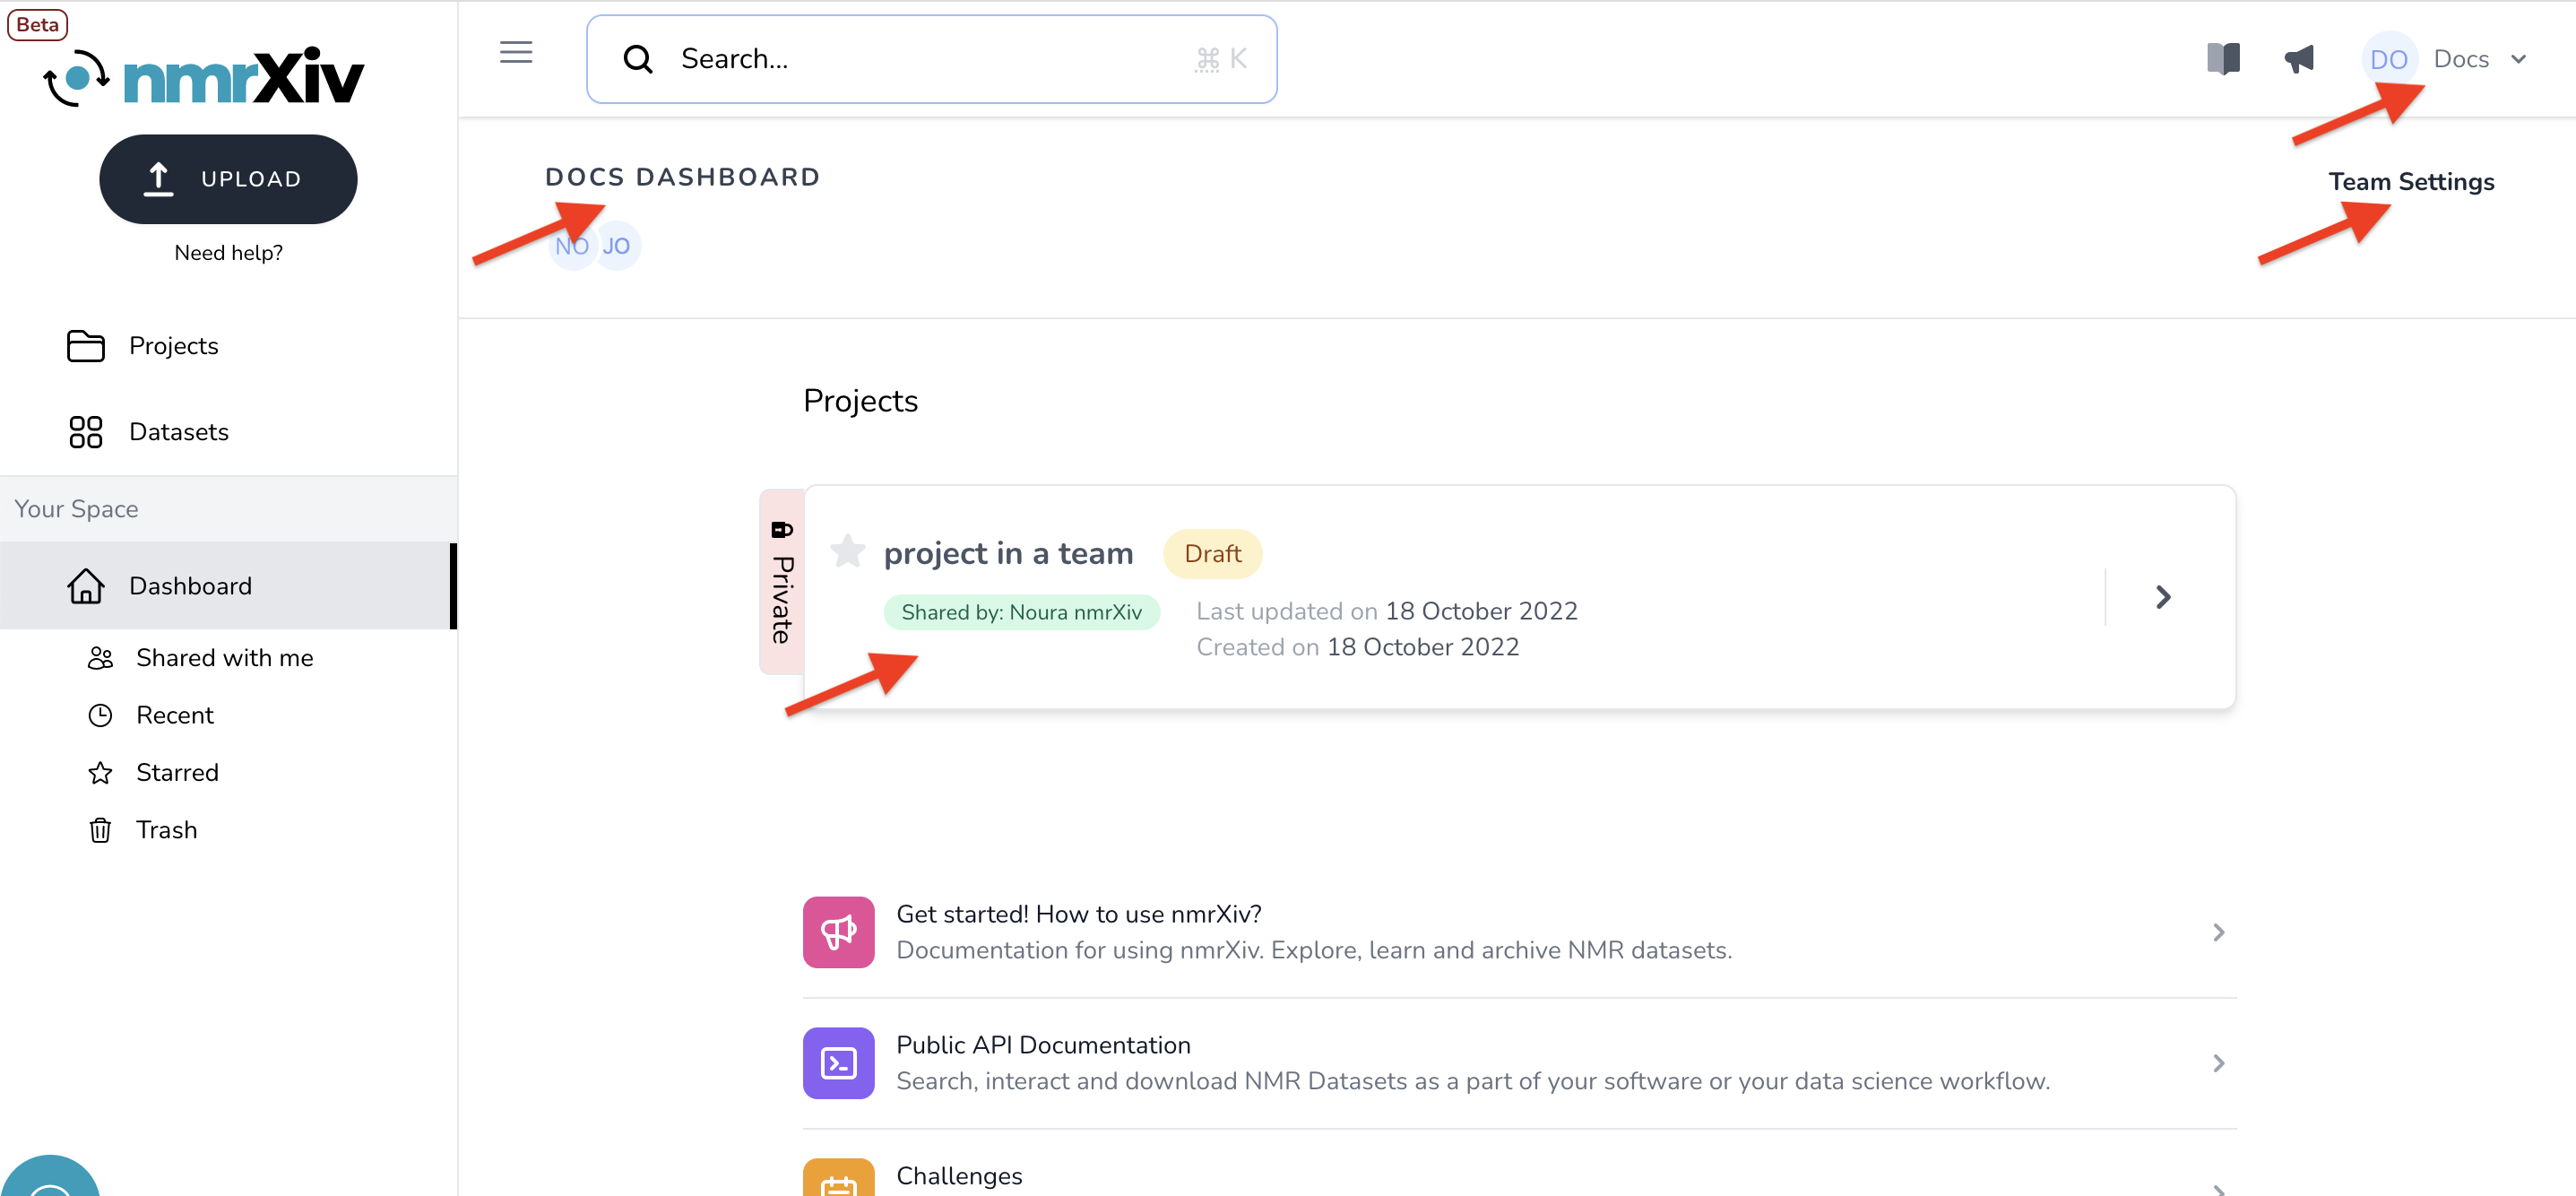 Beta
nmrXiv
UPLOAD
Need help?
Projects
Datasets
Your Space
Dashboard
Shared with me
Recent
Starred
Trash
Search...
⌘ K
DO
Docs
DOCS DASHBOARD
NO
JO
Team Settings
Projects
Private
project in a team
Draft
Shared by: Noura nmrXiv
Last updated on 18 October 2022
Created on 18 October 2022
Get started! How to use nmrXiv?
Documentation for using nmrXiv. Explore, learn and archive NMR datasets.
Public API Documentation
Search, interact and download NMR Datasets as a part of your software or your data science workflow.
Challenges